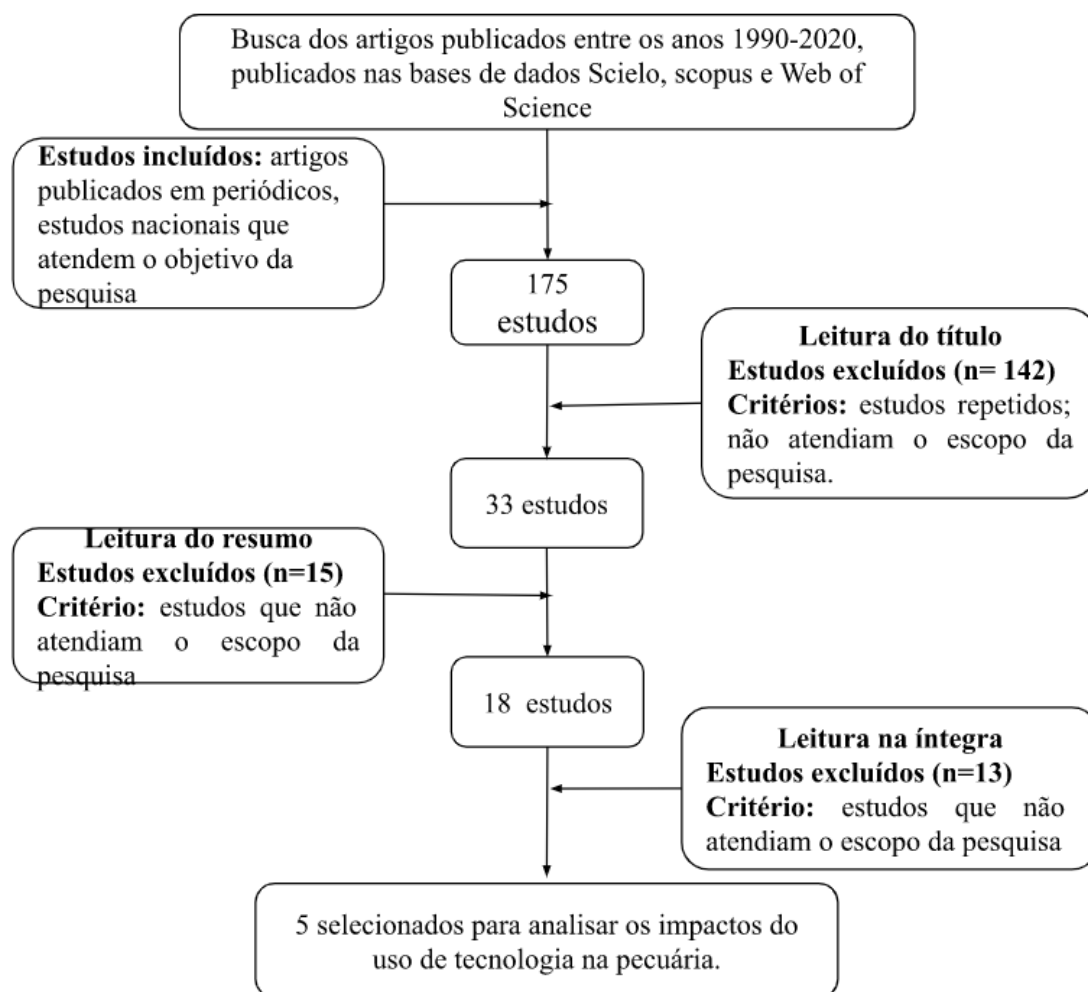 Busca dos artigos publicados entre os anos 1990-2020,
publicados nas bases de dados Scielo, scopus e Web of
Science
Estudos incluídos: artigos
publicados em periódicos,
estudos nacionais que
atendem o objetivo da
pesquisa
175
estudos
Leitura do título
Estudos excluídos (n= 142)
Critérios: estudos repetidos;
não atendiam o escopo da
pesquisa.
33 estudos
Leitura do resumo
Estudos excluídos (n=15)
Critério: estudos que não
atendiam o escopo da
pesquisa
18 estudos
Leitura na íntegra
Estudos excluídos (n=13)
Critério: estudos que não
atendiam o escopo da pesquisa
5 selecionados para analisar os impactos do
uso de tecnologia na pecuária.